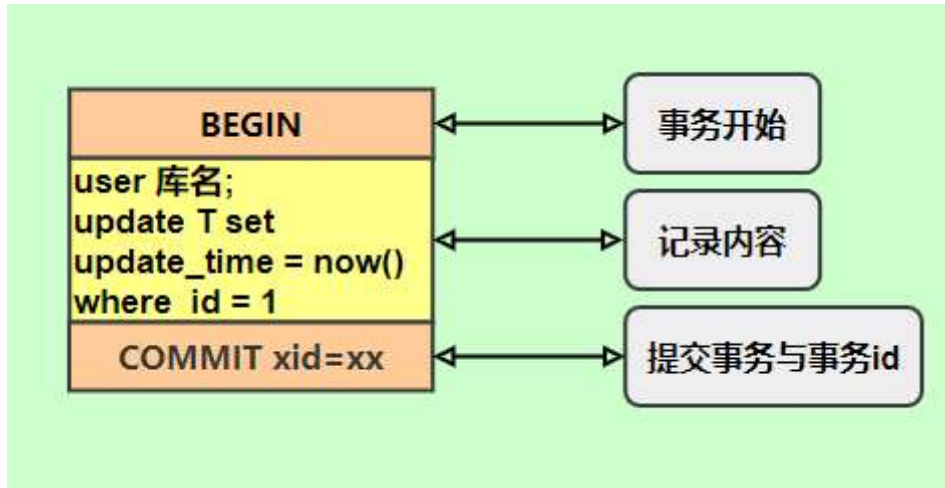 BEGIN
事务开始
user 库名;
update T set
update_time = now()
where id = 1
记录内容
COMMIT xid=xx
提交事务与事务id